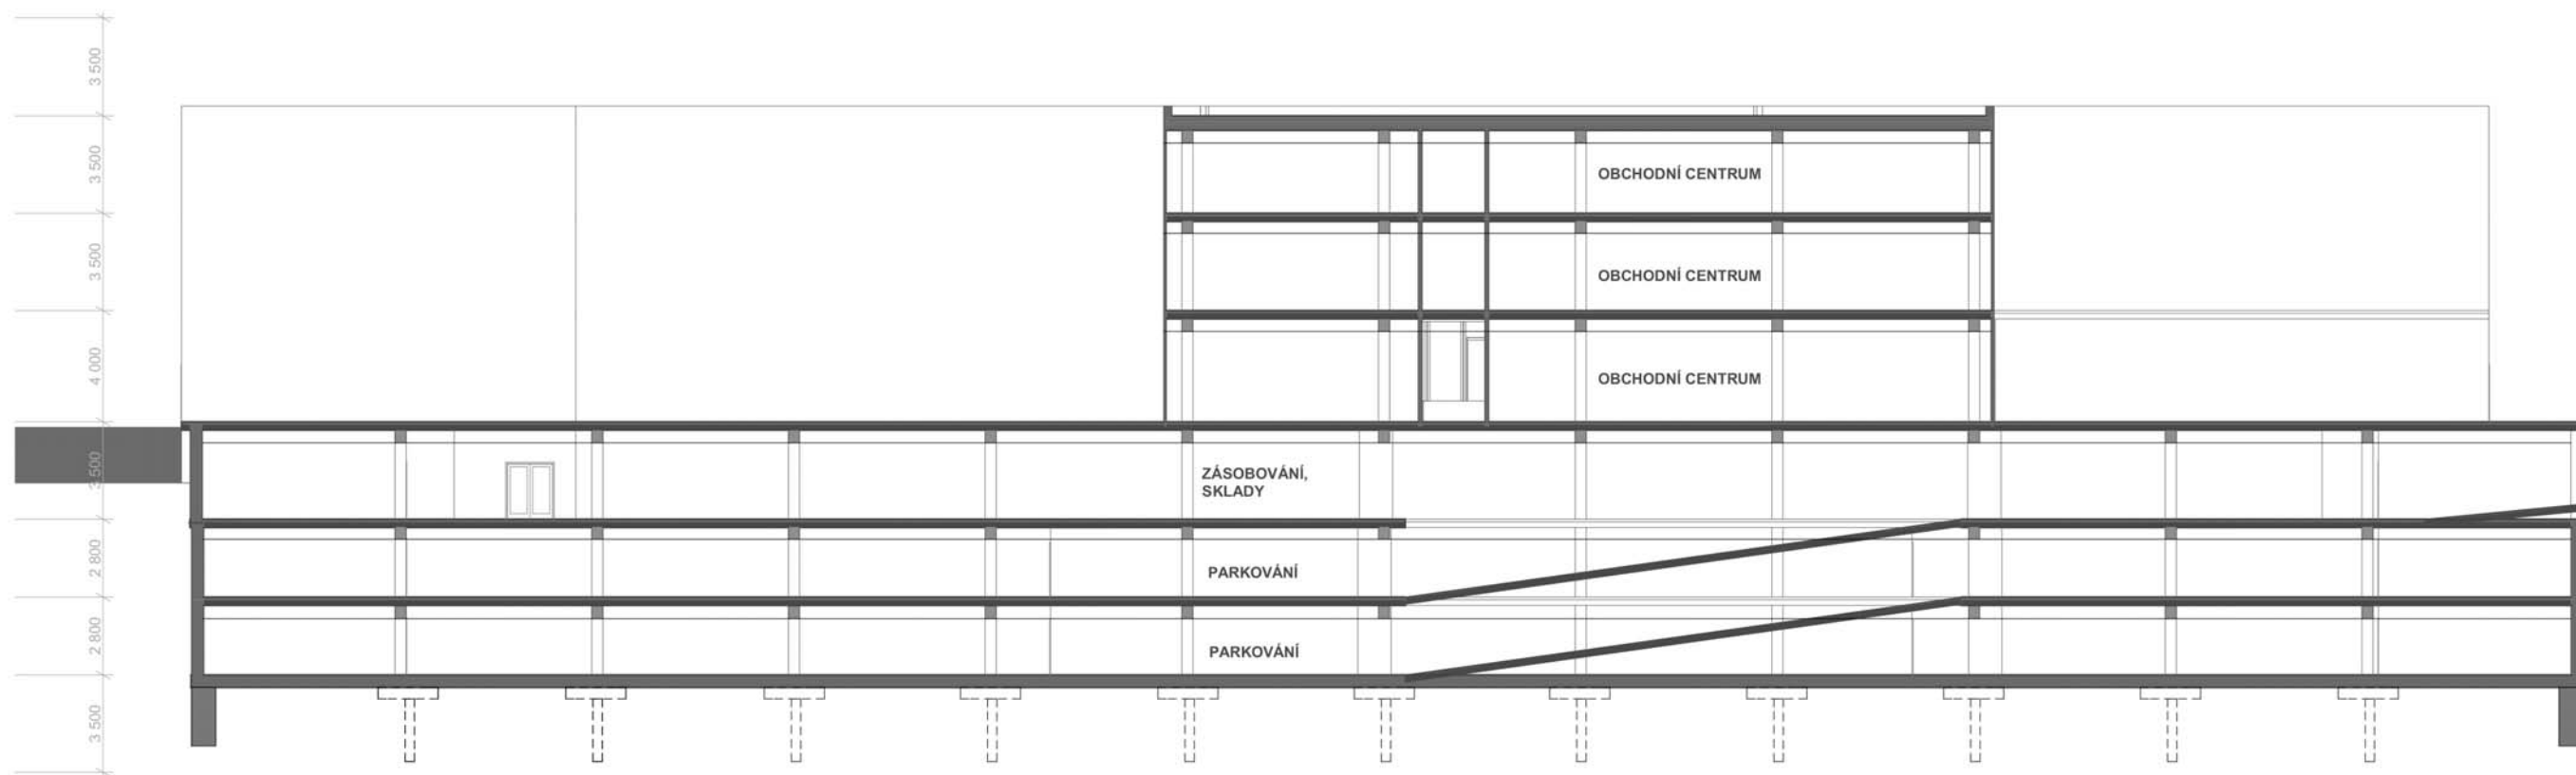 3 500
3 500
OBCHODNÍ CENTRUM
3 500
OBCHODNÍ CENTRUM
4 000
OBCHODNÍ CENTRUM
3 500
ZÁSOBOVÁNÍ,
SKLADY
2 800
PARKOVÁNÍ
2 800
PARKOVÁNÍ
3 500